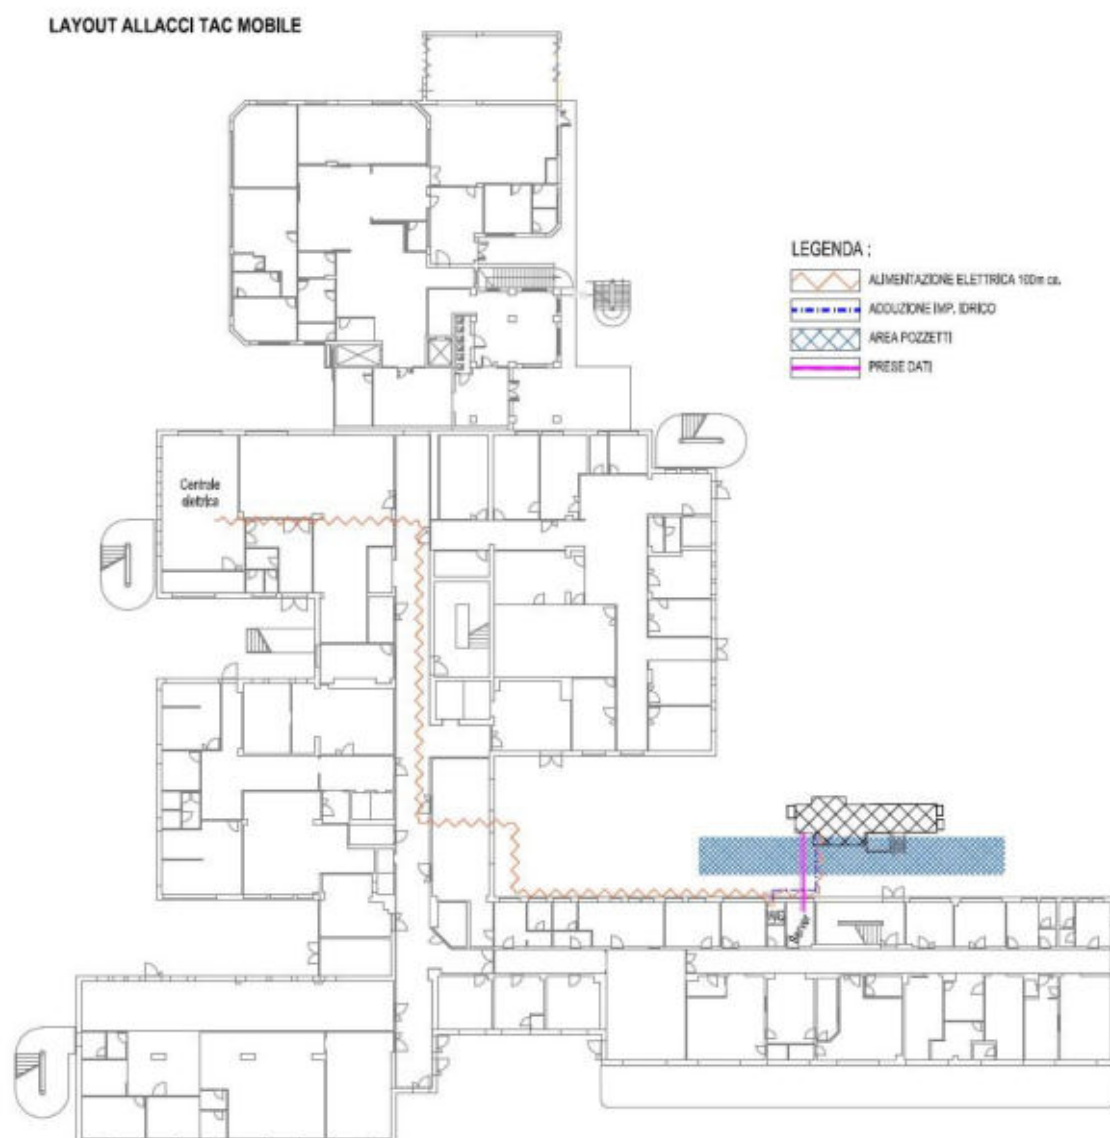 LAYOUT ALLACCI TAC MOBILE
LEGENDA :
ALIMENTAZIONE ELETTRICA 100m ca.
ADDUZIONE IMP. IDRICO
AREA POZZETTI
PRESE DATI
Centrale
elettrica
WC
Server